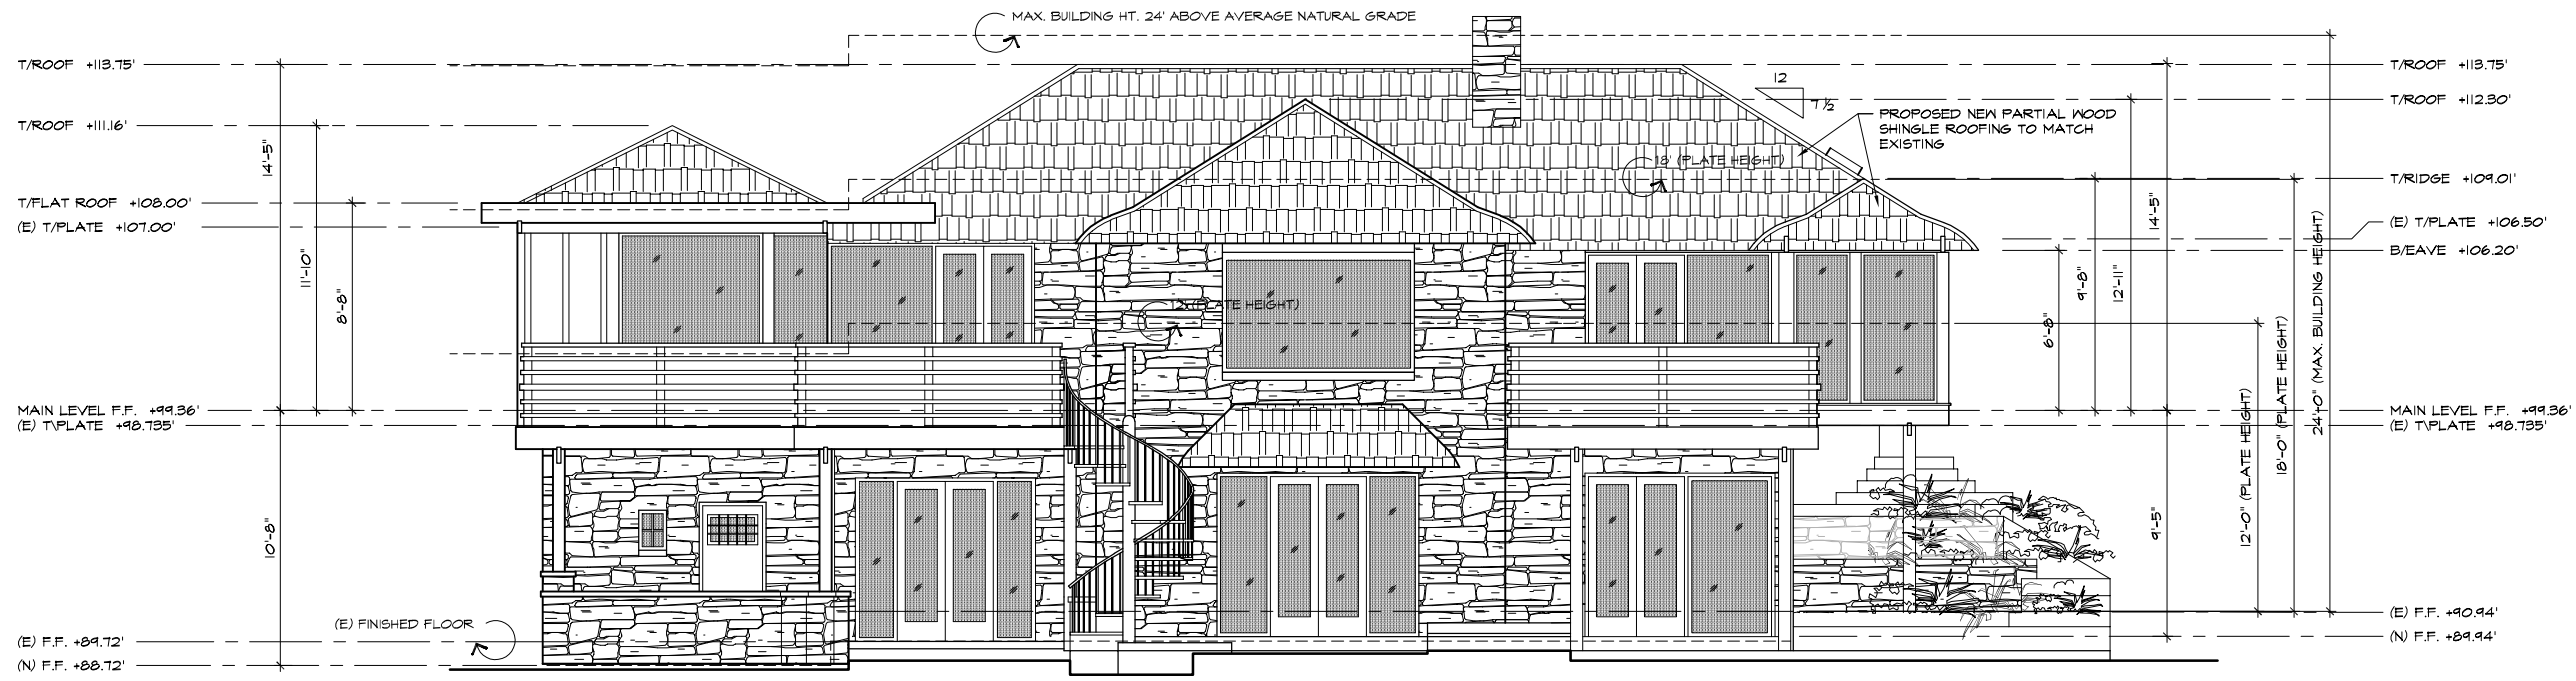 MAX. BUILDING HT. 24' ABOVE AVERAGE NATURAL GRADE
T/ROOF +113.75'
T/ROOF +111.16'
T/FLAT ROOF +108.00'
(E) T/PLATE +107.00'
MAIN LEVEL F.F. +99.36'
(E) T\PLATE +98.735'
(E) FINISHED FLOOR
(E) F.F. +89.72'
(N) F.F. +88.72'
14'-5"
11'-10"
8'-8"
10'-8"
12
7 1/2
PROPOSED NEW PARTIAL WOOD
SHINGLE ROOFING TO MATCH
EXISTING
18' (PLATE HEIGHT)
12' (PLATE HEIGHT)
T/ROOF +113.75'
T/ROOF +112.30'
T/RIDGE +109.01'
(E) T/PLATE +106.50'
B/EAVE +106.20'
MAIN LEVEL F.F. +99.36'
(E) T\PLATE +98.735'
(E) F.F. +90.94'
(N) F.F. +89.94'
6'-8"
9'-8"
12'-11"
14'-5"
9'-5"
12'-0" (PLATE HEIGHT)
18'-0" (PLATE HEIGHT)
24'-0" (MAX. BUILDING HEIGHT)